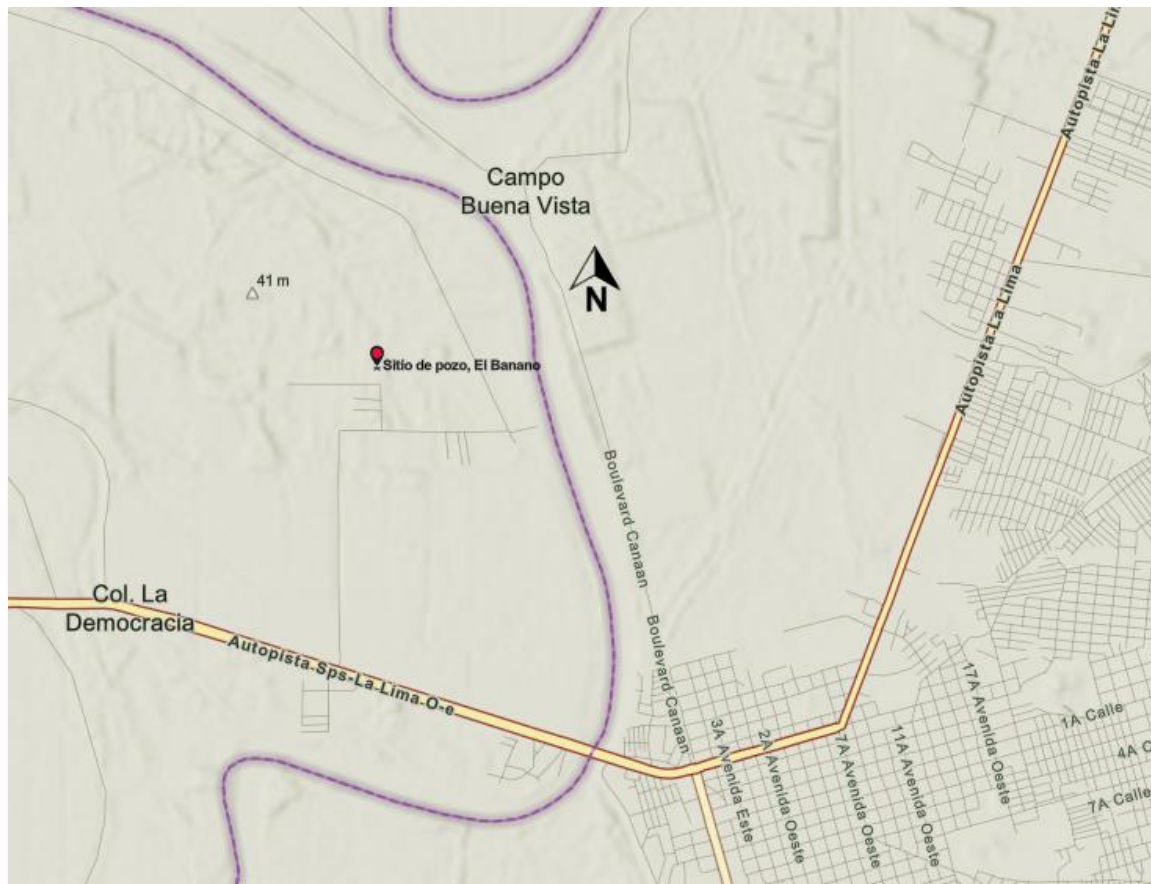 Autopista-La-Lim
Campo
Buena Vista
N
41 m
Autopista-La-Lima
Sitío de pozo, El Banano
Boulevard Canaan
Col. La
Democracia
Autopista Sps-La-Lima O-e
Boulevard Canaan
3A Avenida Este
2A Avenida Oeste
7A Avenida Oeste
11A Avenida Oeste
17A Avenida Oeste
1A Calle
4A C
7A Calle